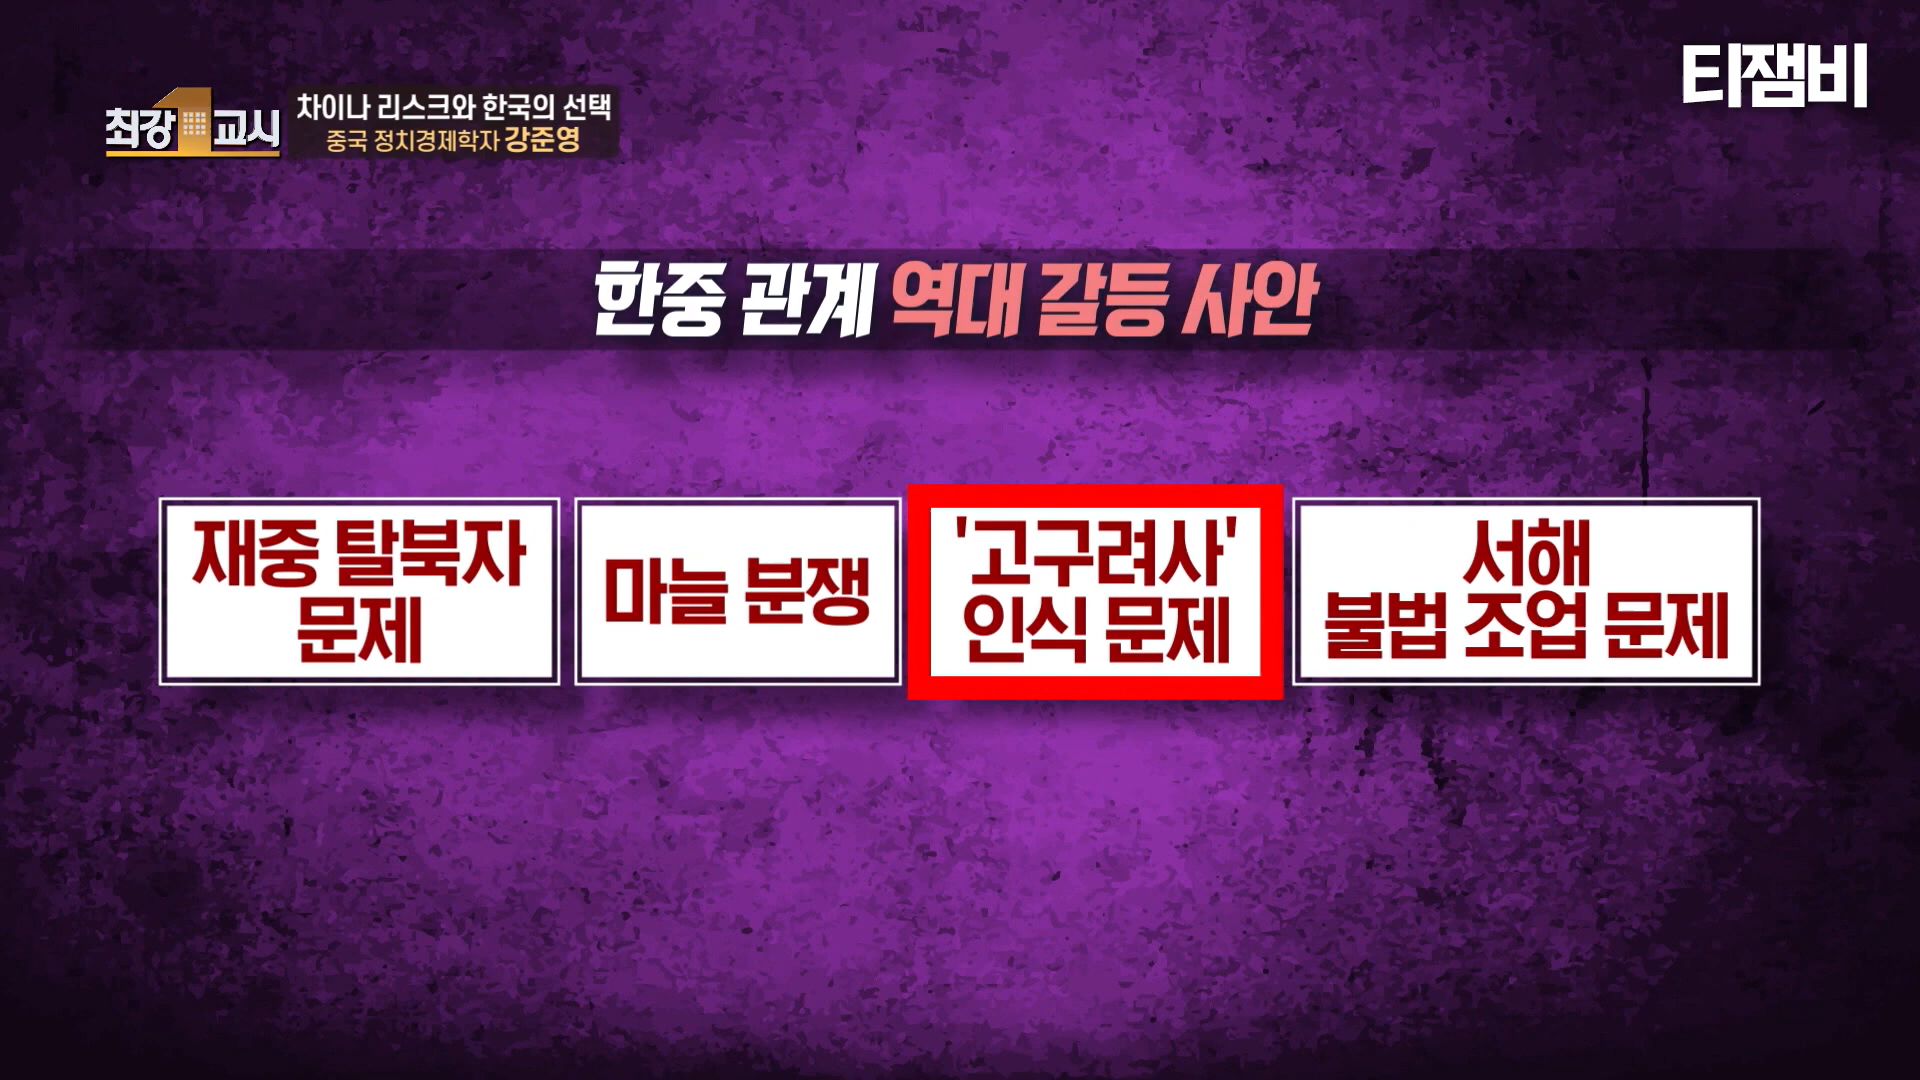 티잼비
최강1교시
차이나 리스크와 한국의 선택
중국 정치경제학자 강준영
한중 관계 역대 갈등 사안
재중 탈북자
문제
마늘 분쟁
'고구려사'
인식 문제
서해
불법 조업 문제